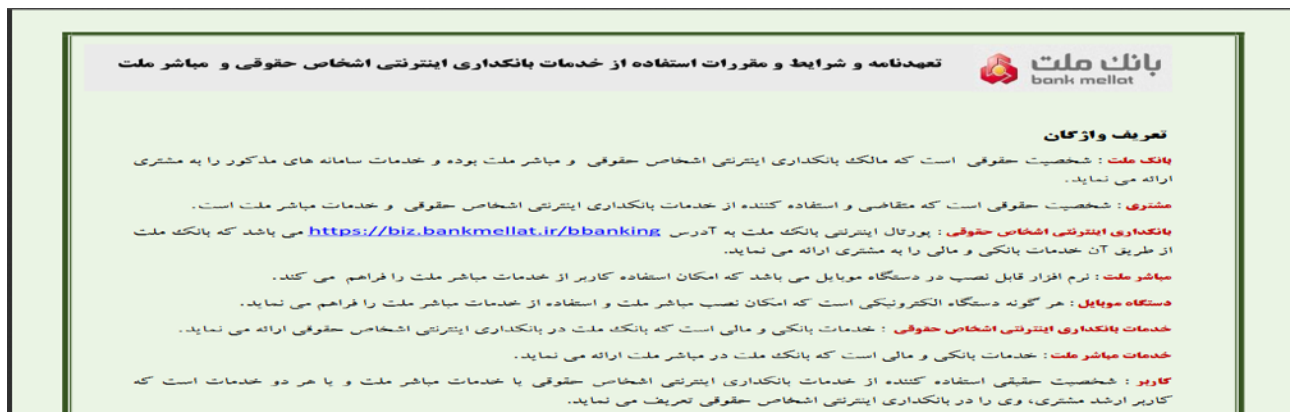 بانک ملت
bank mellat
تعهدنامه و شرایط و مقررات استفاده از خدمات بانکداری اینترنتی اشخاص حقوقی و مباشر ملت
تعریف واژگان
بانک ملت : شخصیت حقوقی است که مالک بانکداری اینترنتی اشخاص حقوقی و مباشر ملت بوده و خدمات سامانه های مذکور را به مشتری
ارائه می نماید.
مشتری : شخصیت حقوقی است که متقاضی و استفاده کننده از خدمات بانکداری اینترنتی اشخاص حقوقی و خدمات مباشر ملت است.
بانکداری اینترنتی اشخاص حقوقی : پورتال اینترنتی بانک ملت به آدرس https://biz.bankmellat.ir/bbanking می باشد که بانک ملت
از طریق آن خدمات بانکی و مالی را به مشتری ارائه می نماید.
مباشر ملت : نرم افزار قابل نصب در دستگاه موبایل می باشد که امکان استفاده کاربر از خدمات مباشر ملت را فراهم می کند.
دستگاه موبایل : هر گونه دستگاه الکترونیکی است که امکان نصب مباشر ملت و استفاده از خدمات مباشر ملت را فراهم می نماید.
خدمات بانکداری اینترنتی اشخاص حقوقی : خدمات بانکی و مالی است که بانک ملت در بانکداری اینترنتی اشخاص حقوقی ارائه می نماید.
خدمات مباشر ملت : خدمات بانکی و مالی است که بانک ملت در مباشر ملت ارائه می نماید.
کاربر : شخصیت حقیقی استفاده کننده از خدمات بانکداری اینترنتی اشخاص حقوقی یا خدمات مباشر ملت و یا هر دو خدمات است که
کاربر ارشد مشتری، وی را در بانکداری اینترنتی اشخاص حقوقی تعریف می نماید.